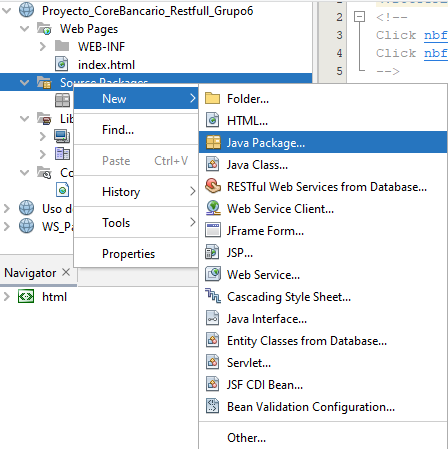 Proyecto_CoreBancario_Restfull_Grupo6
Web Pages
WEB-INF
index.html
Source Packages
Lib
Co
Uso d
WS_Pa
New
Find...
Paste Ctrl+V
History
Tools
Properties
Folder...
HTML...
Java Package...
Java Class...
RESTful Web Services from Database...
Web Service Client...
JFrame Form...
JSP...
Web Service...
Cascading Style Sheet...
Java Interface...
Entity Classes from Database...
Servlet...
JSF CDI Bean...
Bean Validation Configuration...
Other...
Navigator ×
html
2 <!--
3 Click nbf
4 Click nbf
5 -->